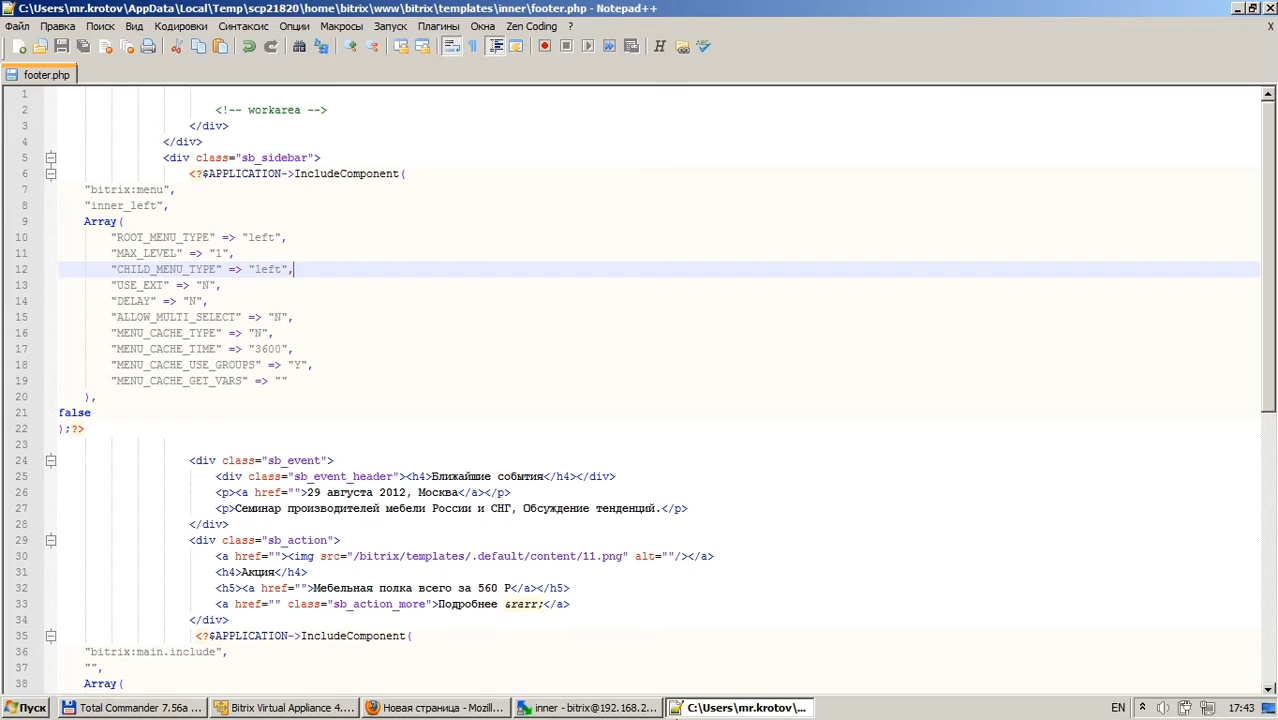 C:\Users\mr.krotov\AppData\Local\Temp\scp21820\home\bitrix\www\bitrix\templates\inner\footer.php - Notepad++
Файл Правка Поиск Вид Кодировки Синтаксис Опции Макросы Запуск Плагины Окна Zen Coding ? X
footer.php
1
2 <!-- workarea -->
3 </div>
4 </div>
5 <div class="sb_sidebar">
6 <?$APPLICATION->IncludeComponent(
7 "bitrix:menu",
8 "inner_left",
9 Array(
10 "ROOT_MENU_TYPE" => "left",
11 "MAX_LEVEL" => "1",
12 "CHILD_MENU_TYPE" => "left",
13 "USE_EXT" => "N",
14 "DELAY" => "N",
15 "ALLOW_MULTI_SELECT" => "N",
16 "MENU_CACHE_TYPE" => "N",
17 "MENU_CACHE_TIME" => "3600",
18 "MENU_CACHE_USE_GROUPS" => "Y",
19 "MENU_CACHE_GET_VARS" => ""
20 ),
21 false
22 );?>
23
24 <div class="sb_event">
25 <div class="sb_event_header"><h4>Ближайшие события</h4></div>
26 <p><a href="">29 августа 2012, Москва</a></p>
27 <p>Семинар производителей мебели России и СНГ, Обсуждение тенденций.</p>
28 </div>
29 <div class="sb_action">
30 <a href=""><img src="/bitrix/templates/.default/content/11.png" alt=""/></a>
31 <h4>Акция</h4>
32 <h5><a href="">Мебельная полка всего за 560 Р</a></h5>
33 <a href="" class="sb_action_more">Подробнее &rarr;</a>
34 </div>
35 <?$APPLICATION->IncludeComponent(
36 "bitrix:main.include",
37 "",
38 Array(
Пуск Total Commander 7.56a ... Bitrix Virtual Appliance 4.... Новая страница - Mozill... inner - bitrix@192.168.2... C:\Users\mr.krotov\... EN 17:43